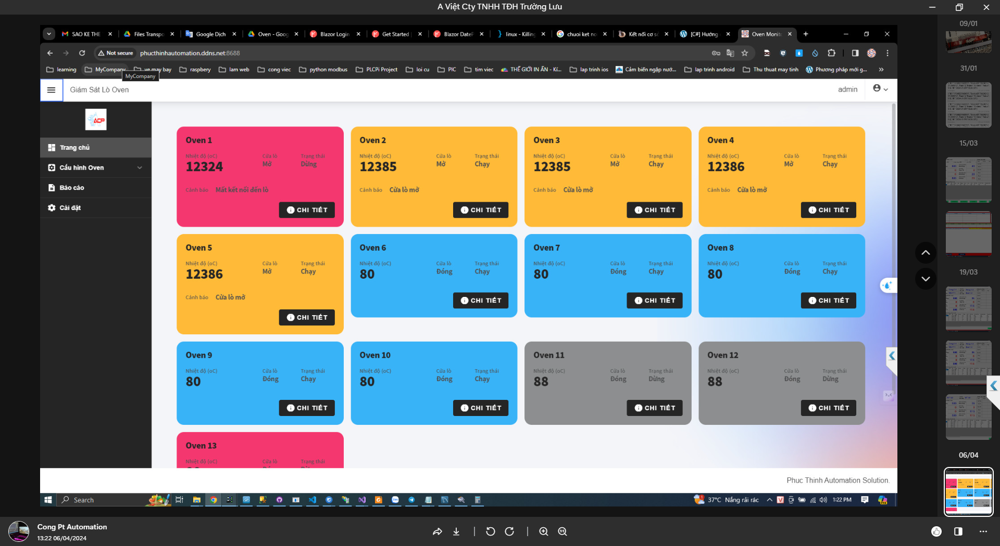 A Việt Cty TNHH TĐH Trường Lưu
SAO KE THE
Files Transpo
Google Dịch
Oven - Goog
Blazor Login
Get Started
Blazor DateP
linux - Killing
chuoi ket no
Kết nối cơ sở
[C#] Hướng
Oven Monito
Not secure
phucthinhautomation.ddns.net:8688
learning
MyCompany
ve may bay
raspbery
lam web
cong viec
python modbus
PLCPi Project
loi cu
PIC
tim viec
THẾ GIỚI IN ẤN - Kí...
lap trinh ios
Cảm biến ngập nướ...
lap trinh android
Thu thuat may tinh
Phương pháp mới g...
MyCompany
Giám Sát Lò Oven
admin
ACP
Trang chủ
Cấu hình Oven
Báo cáo
Cài đặt
Oven 1
Nhiệt độ (oC)
Cửa lò
Trạng thái
12324
Mở
Dừng
Cảnh báo
Mất kết nối đến lò
CHI TIẾT
Oven 2
Nhiệt độ (oC)
Cửa lò
Trạng thái
12385
Mở
Chạy
Cảnh báo
Cửa lò mở
CHI TIẾT
Oven 3
Nhiệt độ (oC)
Cửa lò
Trạng thái
12385
Mở
Chạy
Cảnh báo
Cửa lò mở
CHI TIẾT
Oven 4
Nhiệt độ (oC)
Cửa lò
Trạng thái
12386
Mở
Chạy
Cảnh báo
Cửa lò mở
CHI TIẾT
Oven 5
Nhiệt độ (oC)
Cửa lò
Trạng thái
12386
Mở
Chạy
Cảnh báo
Cửa lò mở
CHI TIẾT
Oven 6
Nhiệt độ (oC)
Cửa lò
Trạng thái
80
Đóng
Chạy
CHI TIẾT
Oven 7
Nhiệt độ (oC)
Cửa lò
Trạng thái
80
Đóng
Chạy
CHI TIẾT
Oven 8
Nhiệt độ (oC)
Cửa lò
Trạng thái
80
Đóng
Chạy
CHI TIẾT
Oven 9
Nhiệt độ (oC)
Cửa lò
Trạng thái
80
Đóng
Chạy
CHI TIẾT
Oven 10
Nhiệt độ (oC)
Cửa lò
Trạng thái
80
Đóng
Chạy
CHI TIẾT
Oven 11
Nhiệt độ (oC)
Cửa lò
Trạng thái
88
Đóng
Dừng
CHI TIẾT
Oven 12
Nhiệt độ (oC)
Cửa lò
Trạng thái
88
Đóng
Dừng
CHI TIẾT
Oven 13
Nhiệt độ (oC)
Cửa lò
Trạng thái
Phuc Thinh Automation Solution.
Search
37°C Nắng rải rác
1:22 PM
09/01
31/01
15/03
19/03
06/04
Cong Pt Automation
13:22 06/04/2024